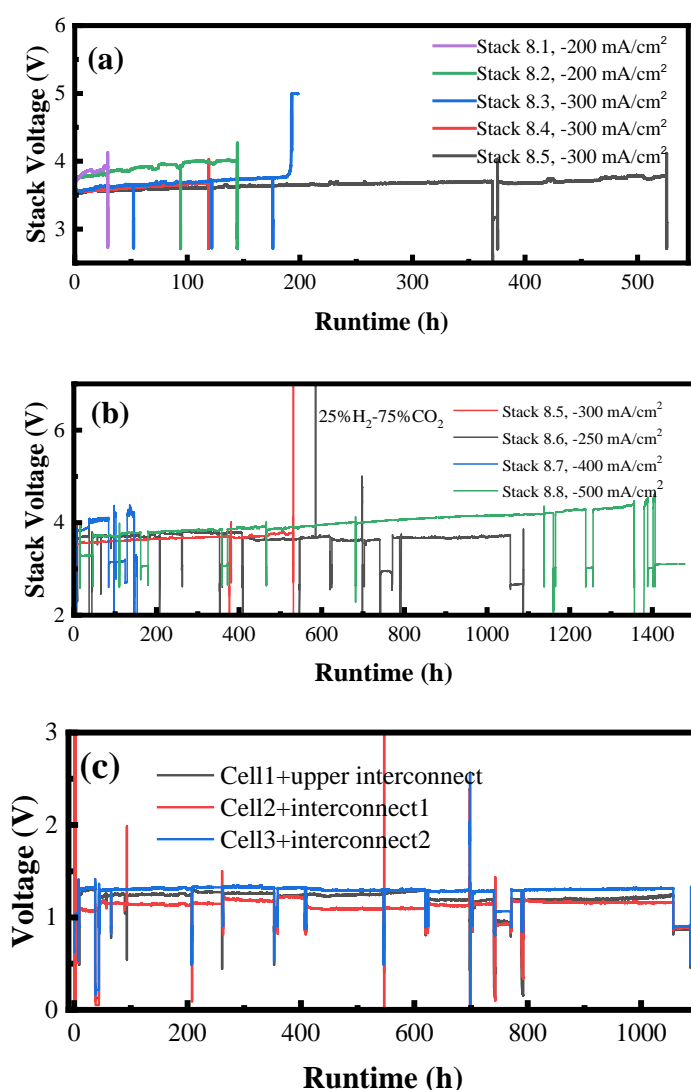 (a)
Stack 8.1, -200 mA/cm²
Stack 8.2, -200 mA/cm²
Stack 8.3, -300 mA/cm²
Stack 8.4, -300 mA/cm²
Stack 8.5, -300 mA/cm²
Stack Voltage (V)
6
5
4
3
0 100 200 300 400 500
Runtime (h)
(b)
25%H₂-75%CO₂
Stack 8.5, -300 mA/cm²
Stack 8.6, -250 mA/cm²
Stack 8.7, -400 mA/cm²
Stack 8.8, -500 mA/cm²
Stack Voltage (V)
6
4
2
0 200 400 600 800 1000 1200 1400
Runtime (h)
(c)
Cell1+upper interconnect
Cell2+interconnect1
Cell3+interconnect2
Voltage (V)
3
2
1
0
0 200 400 600 800 1000
Runtime (h)